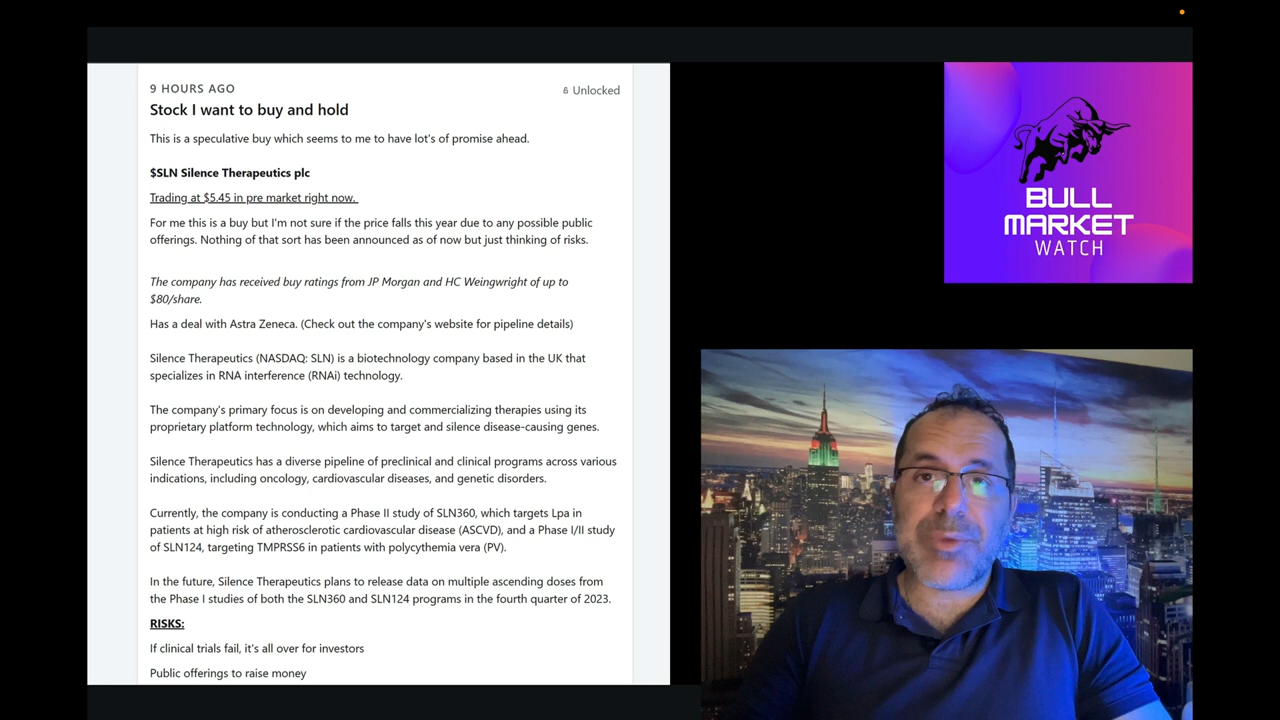 9 HOURS AGO
Unlocked
Stock I want to buy and hold
This is a speculative buy which seems to me to have lot's of promise ahead.
$SLN Silence Therapeutics plc
Trading at $5.45 in pre market right now.
For me this is a buy but I'm not sure if the price falls this year due to any possible public
offerings. Nothing of that sort has been announced as of now but just thinking of risks.
The company has received buy ratings from JP Morgan and HC Weingwright of up to
$80/share.
Has a deal with Astra Zeneca. (Check out the company's website for pipeline details)
Silence Therapeutics (NASDAQ: SLN) is a biotechnology company based in the UK that
specializes in RNA interference (RNAi) technology.
The company's primary focus is on developing and commercializing therapies using its
proprietary platform technology, which aims to target and silence disease-causing genes.
Silence Therapeutics has a diverse pipeline of preclinical and clinical programs across various
indications, including oncology, cardiovascular diseases, and genetic disorders.
Currently, the company is conducting a Phase II study of SLN360, which targets Lpa in
patients at high risk of atherosclerotic cardiovascular disease (ASCVD), and a Phase I/II study
of SLN124, targeting TMPRSS6 in patients with polycythemia vera (PV).
In the future, Silence Therapeutics plans to release data on multiple ascending doses from
the Phase I studies of both the SLN360 and SLN124 programs in the fourth quarter of 2023.
RISKS:
If clinical trials fail, it's all over for investors
Public offerings to raise money
BULL
MARKET
WATCH